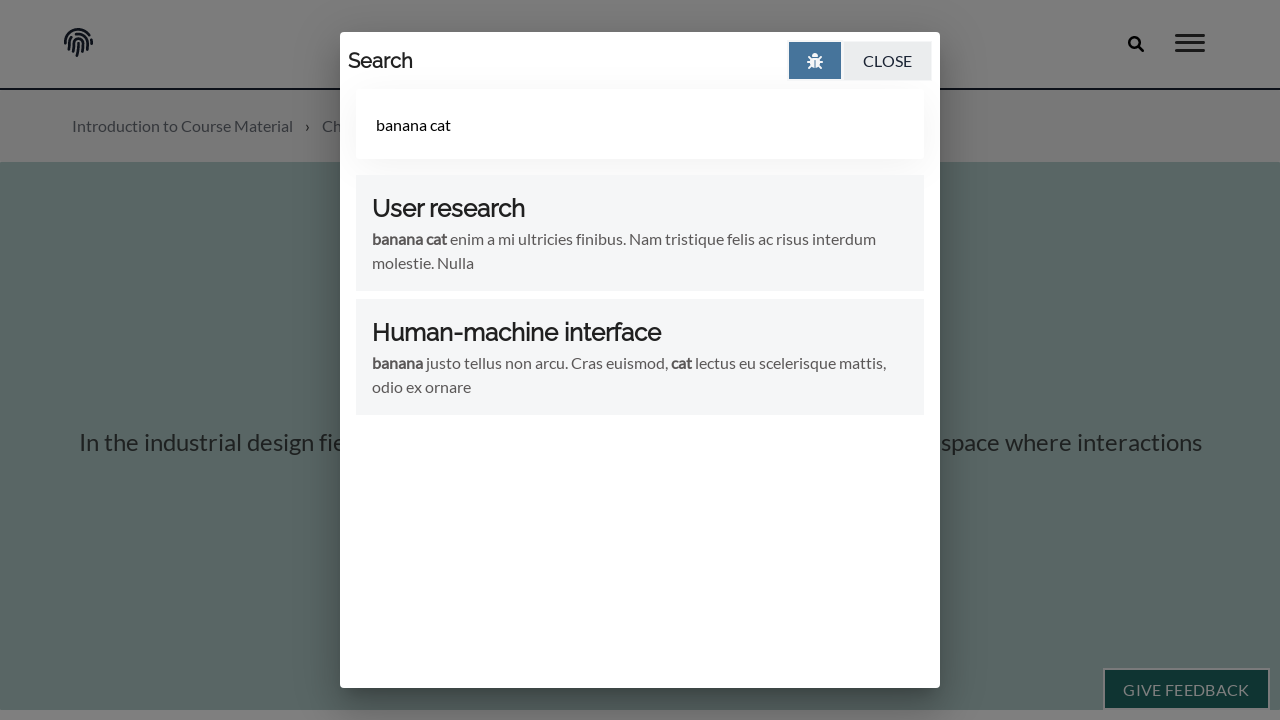 Search
CLOSE
banana cat
User research
banana cat enim a mi ultricies finibus. Nam tristique felis ac risus interdum
molestie. Nulla
Human-machine interface
banana justo tellus non arcu. Cras euismod, cat lectus eu scelerisque mattis,
odio ex ornare
Introduction to Course Material › Ch
In the industrial design fie space where interactions
GIVE FEEDBACK